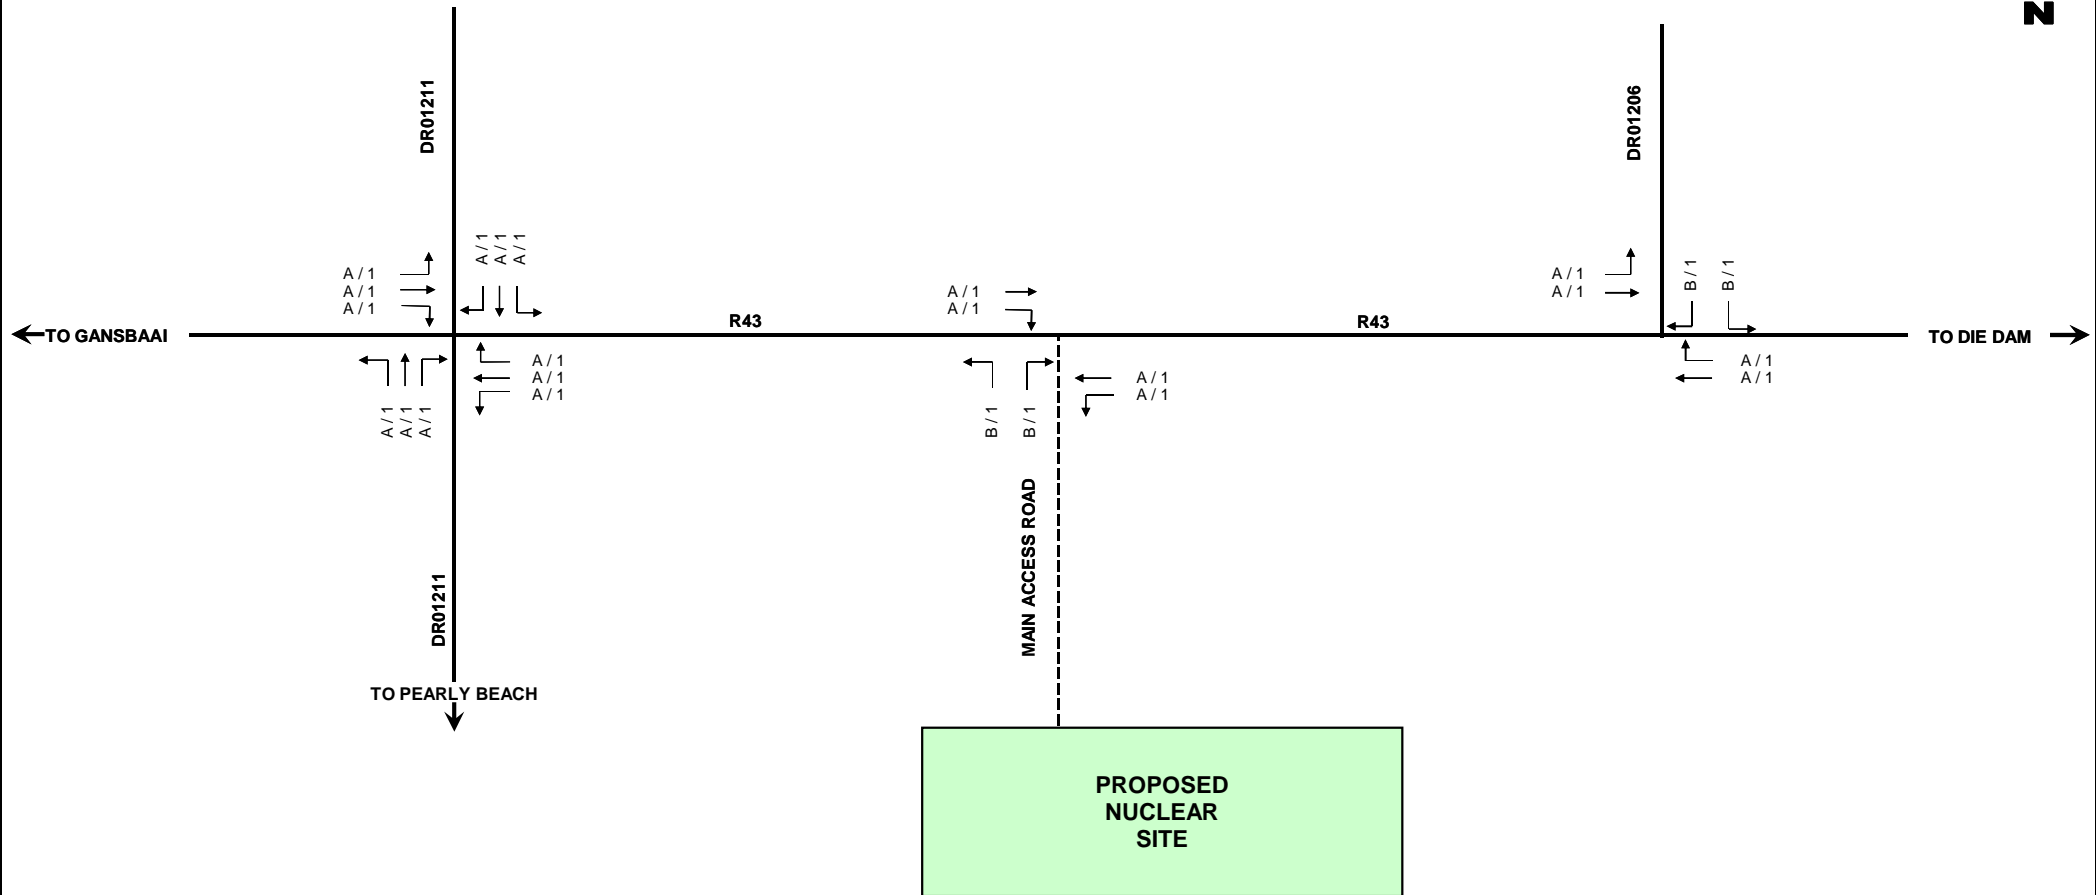 N
DR01211
DR01206
A / 1
A / 1
A / 1
A / 1
A / 1
A / 1
A / 1
A / 1
A / 1
A / 1
B / 1
B / 1
R43
R43
TO GANSBAAI
TO DIE DAM
A / 1
A / 1
A / 1
A / 1
A / 1
A / 1
B / 1
B / 1
A / 1
A / 1
A / 1
A / 1
MAIN ACCESS ROAD
DR01211
TO PEARLY BEACH
PROPOSED
NUCLEAR
SITE